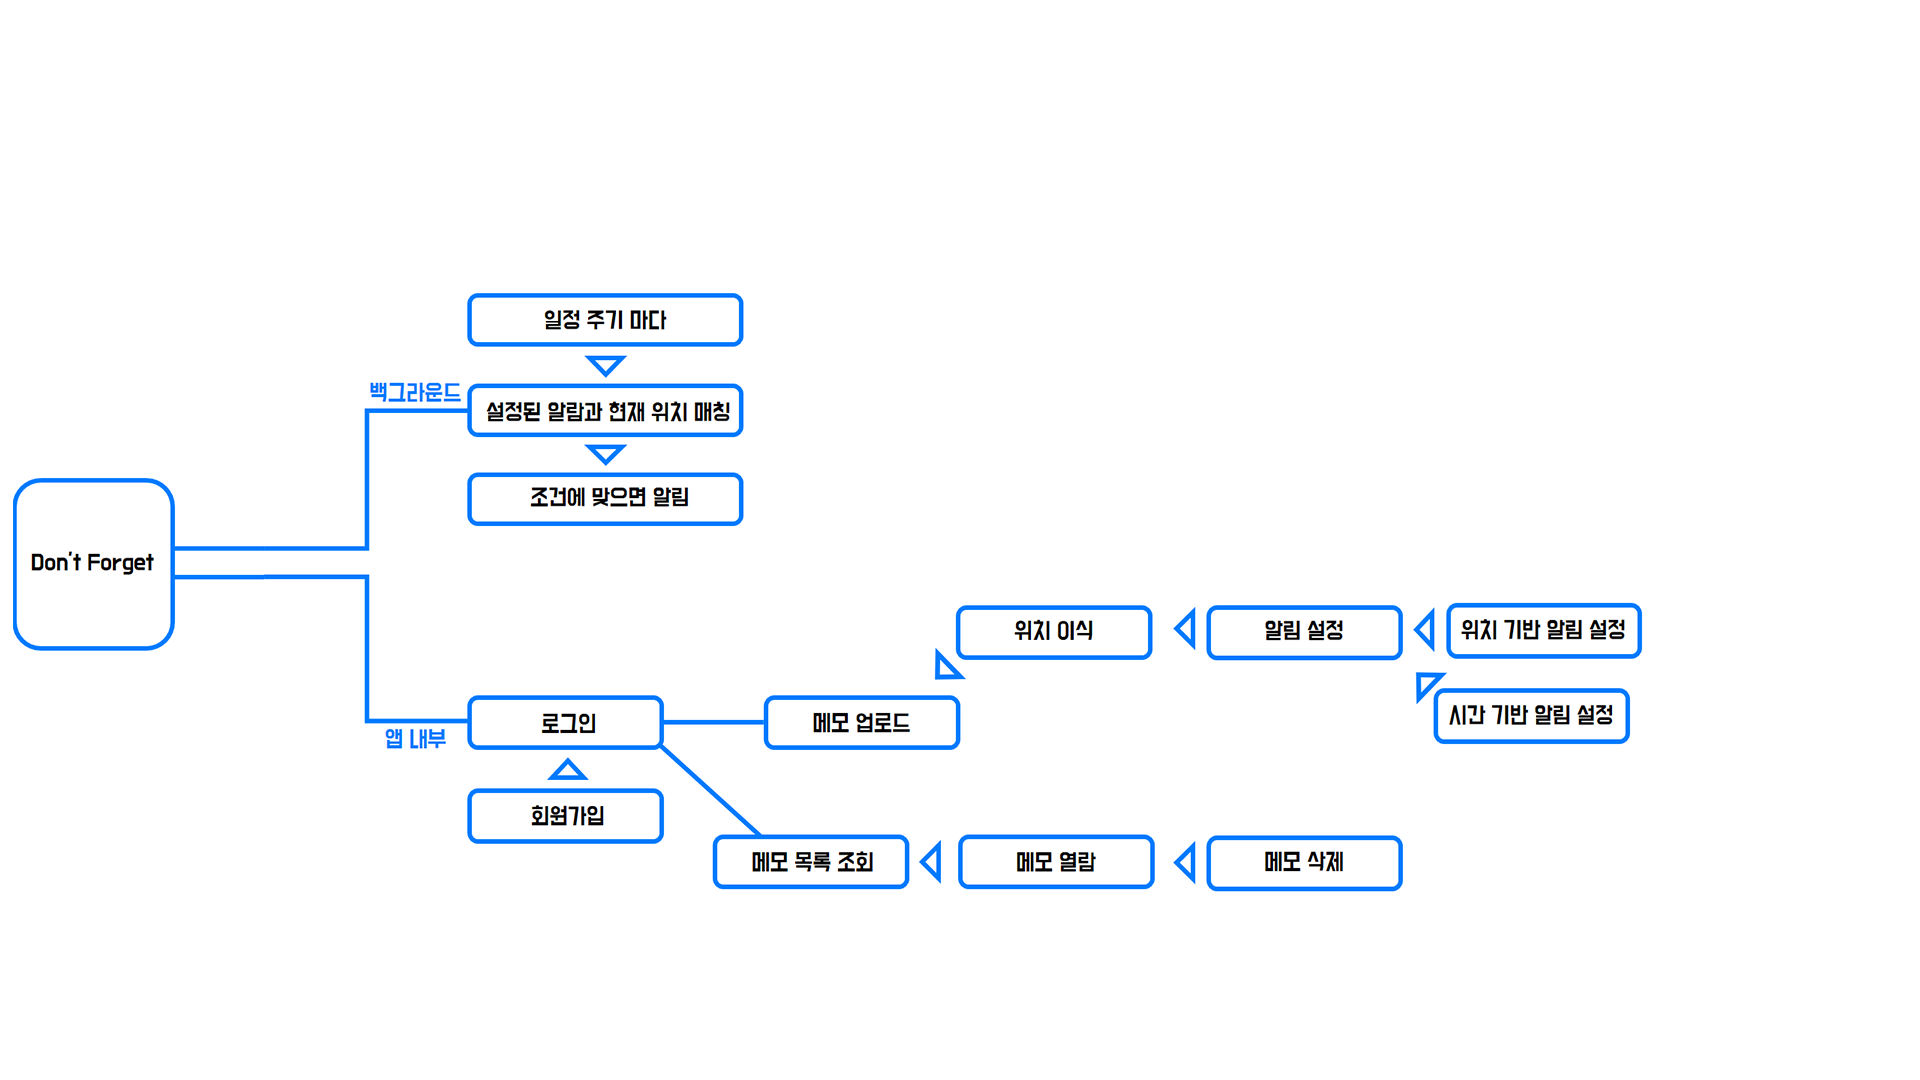 일정 주기 마다
백그라운드
설정된 알람과 현재 위치 매칭
조건에 맞으면 알림
Don't Forget
위치 이식
알림 설정
위치 기반 알림 설정
시간 기반 알림 설정
로그인
메모 업로드
앱 내부
회원가입
메모 목록 조회
메모 열람
메모 삭제